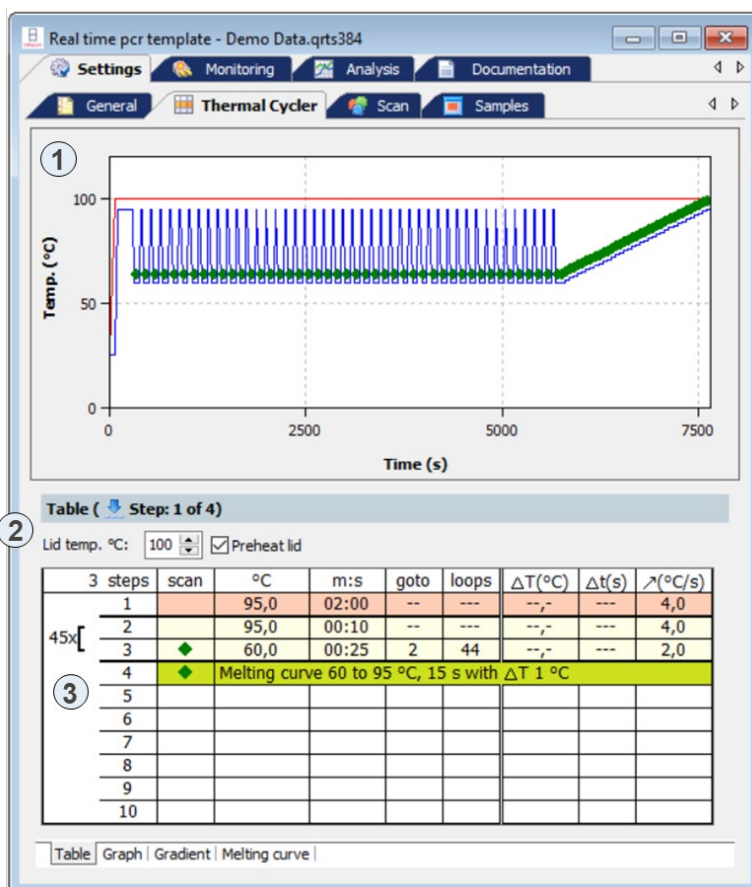 Real time pcr template - Demo Data.qrts384
Settings Monitoring Analysis Documentation
General Thermal Cycler Scan Samples
1
Temp. (°C)
100
50
0
0 2500 5000 7500
Time (s)
Table ( Step: 1 of 4)
2
Lid temp. °C: 100 Preheat lid
3 steps scan °C m:s goto loops △T(°C) △t(s) ↗(°C/s)
1 95,0 02:00 -- --- --,- --- 4,0
45x[
2 95,0 00:10 -- --- --,- --- 4,0
3 60,0 00:25 2 44 --,- --- 2,0
4 Melting curve 60 to 95 °C, 15 s with △T 1 °C
3
5
6
7
8
9
10
Table Graph | Gradient | Melting curve |